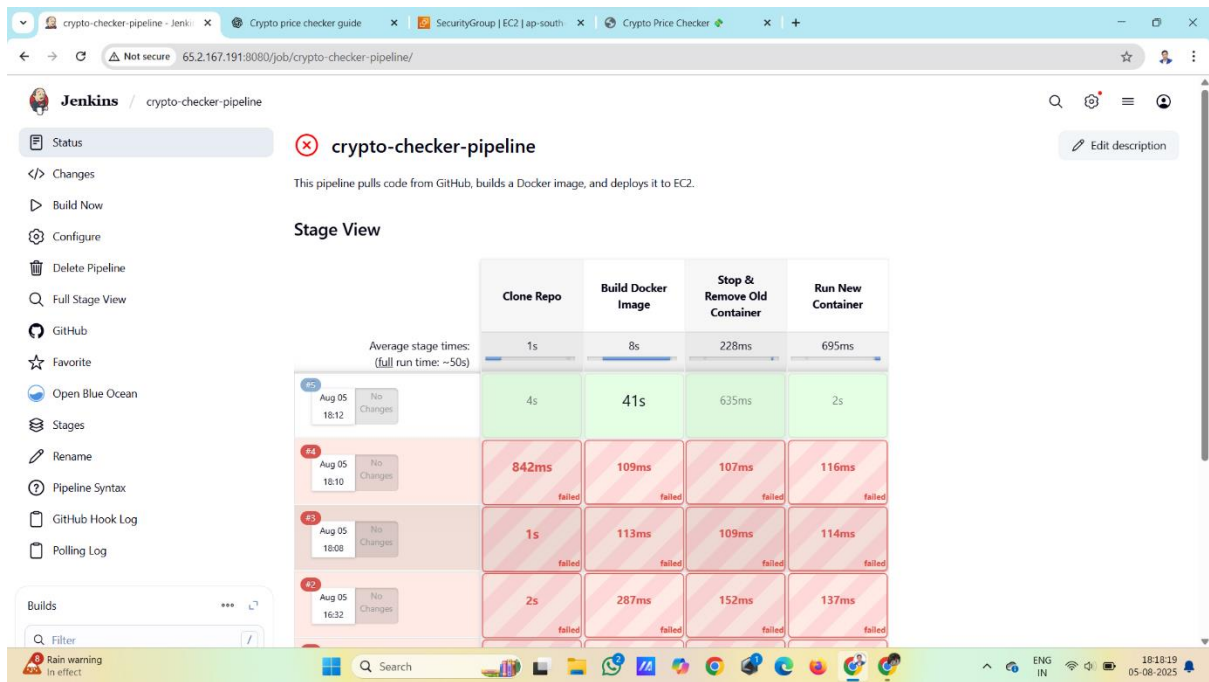 crypto-checker-pipeline - Jenki
Crypto price checker guide
SecurityGroup | EC2 | ap-south-
Crypto Price Checker
Not secure 65.2.167.191:8080/job/crypto-checker-pipeline/
Jenkins / crypto-checker-pipeline
Status
Changes
Build Now
Configure
Delete Pipeline
Full Stage View
GitHub
Favorite
Open Blue Ocean
Stages
Rename
Pipeline Syntax
GitHub Hook Log
Polling Log
Builds
Filter
/
crypto-checker-pipeline
Edit description
This pipeline pulls code from GitHub, builds a Docker image, and deploys it to EC2.
Stage View
Clone Repo
Build Docker
Image
Stop &
Remove Old
Container
Run New
Container
Average stage times:
(full run time: ~50s)
1s
8s
228ms
695ms
#5
Aug 05
18:12
No
Changes
4s
41s
635ms
2s
#4
Aug 05
18:10
No
Changes
842ms
failed
109ms
failed
107ms
failed
116ms
failed
#3
Aug 05
18:08
No
Changes
1s
failed
113ms
failed
109ms
failed
114ms
failed
#2
Aug 05
16:32
No
Changes
2s
failed
287ms
failed
152ms
failed
137ms
failed
8
Rain warning
In effect
Search
ENG
IN
18:18:19
05-08-2025